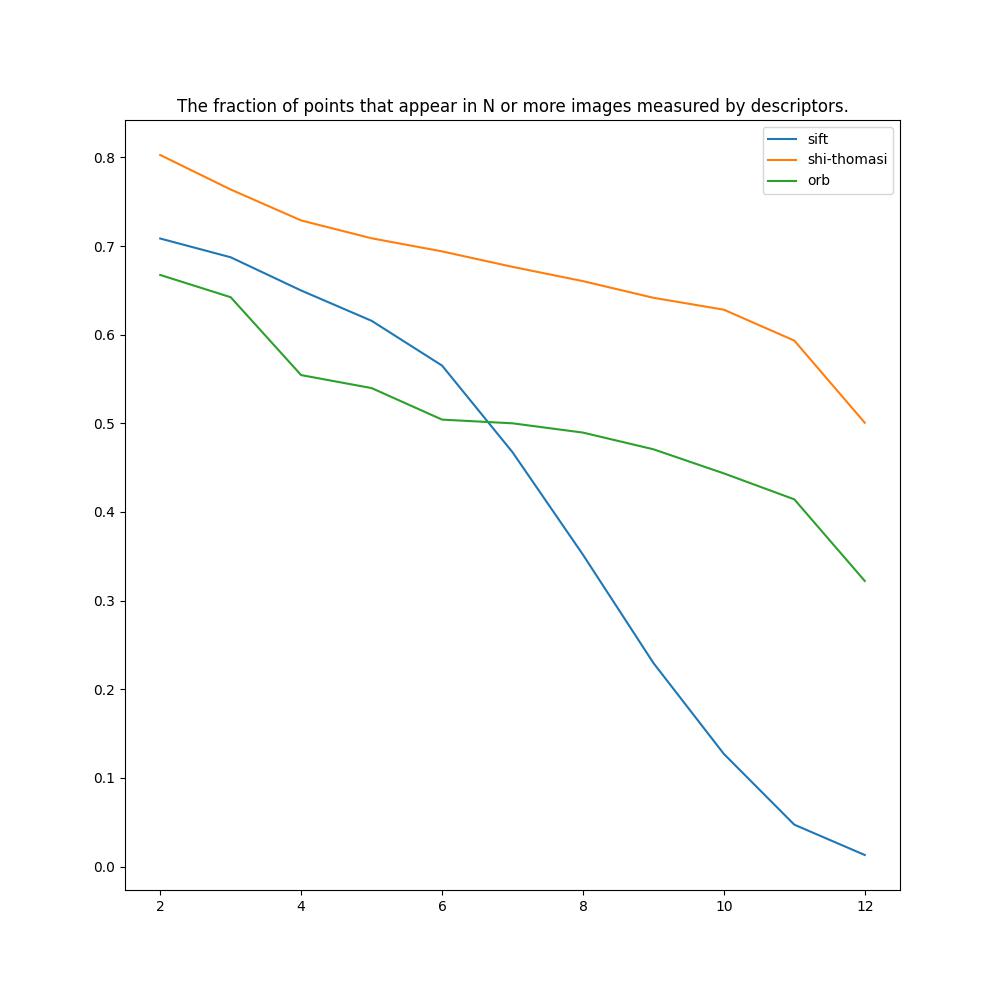 The fraction of points that appear in N or more images measured by descriptors.
sift
shi-thomasi
orb
0.8
0.7
0.6
0.5
0.4
0.3
0.2
0.1
0.0
2 4 6 8 10 12